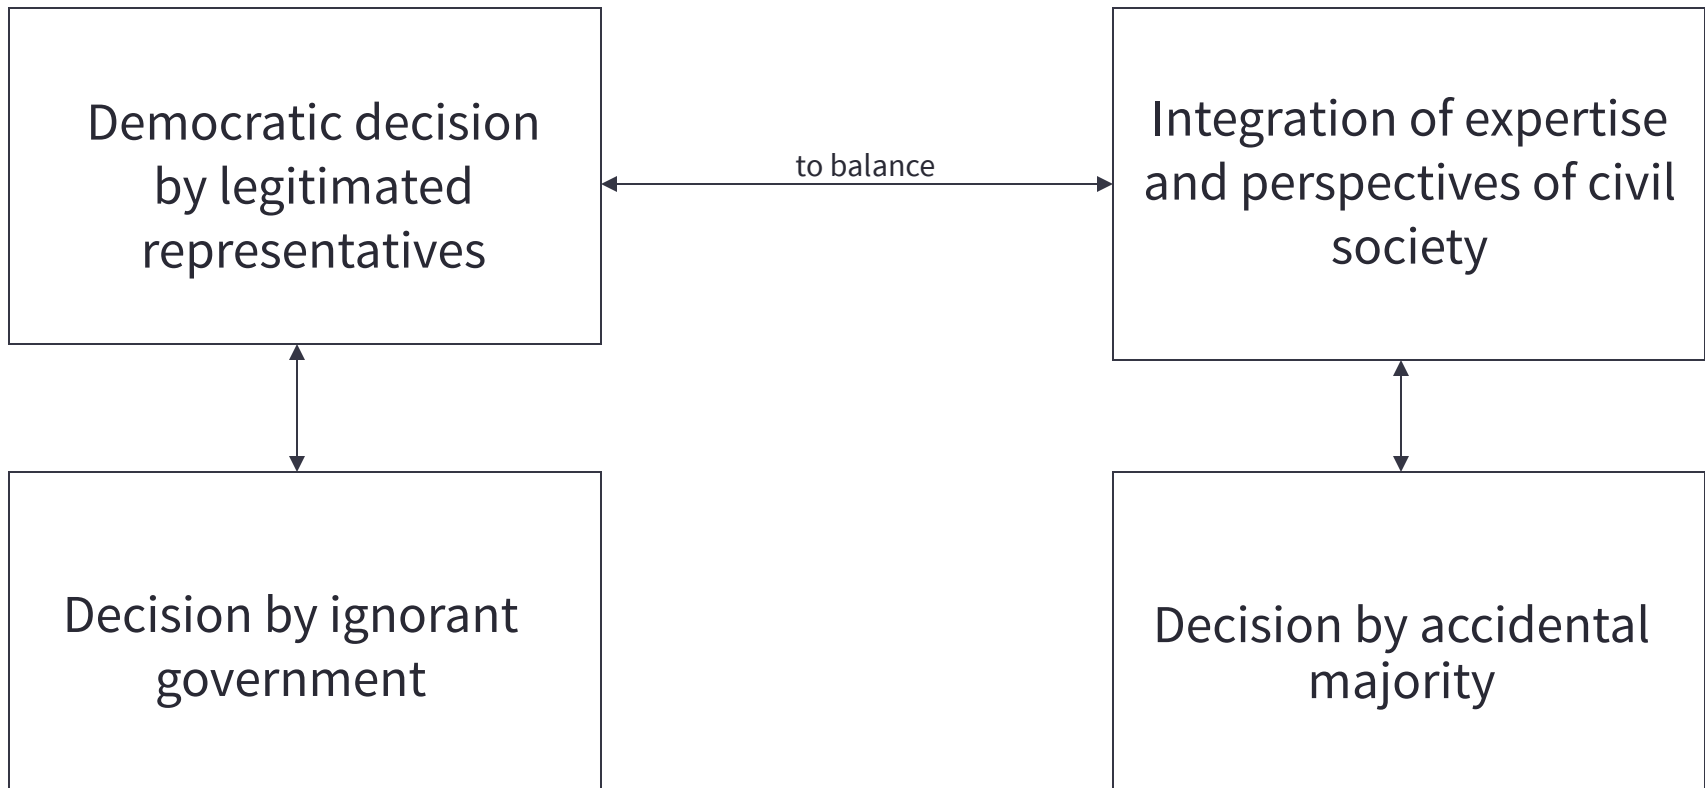 Democratic decision
by legitimated
representatives
to balance
Integration of expertise
and perspectives of civil
society
Decision by ignorant
government
Decision by accidental
majority